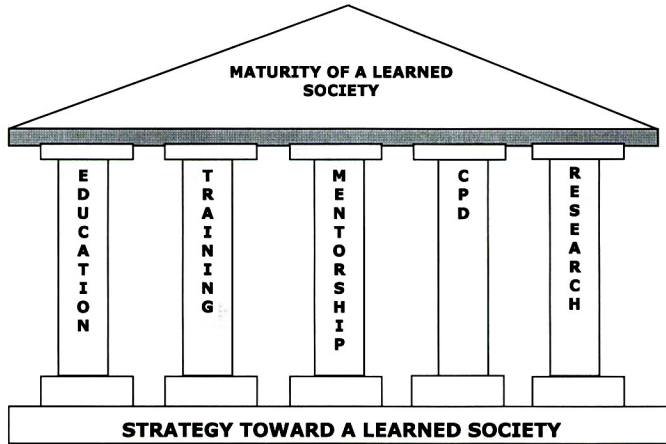 MATURITY OF A LEARNED
SOCIETY
EDUCATION
TRAINING
MENTORSHIP
CPD
RESEARCH
STRATEGY TOWARD A LEARNED SOCIETY